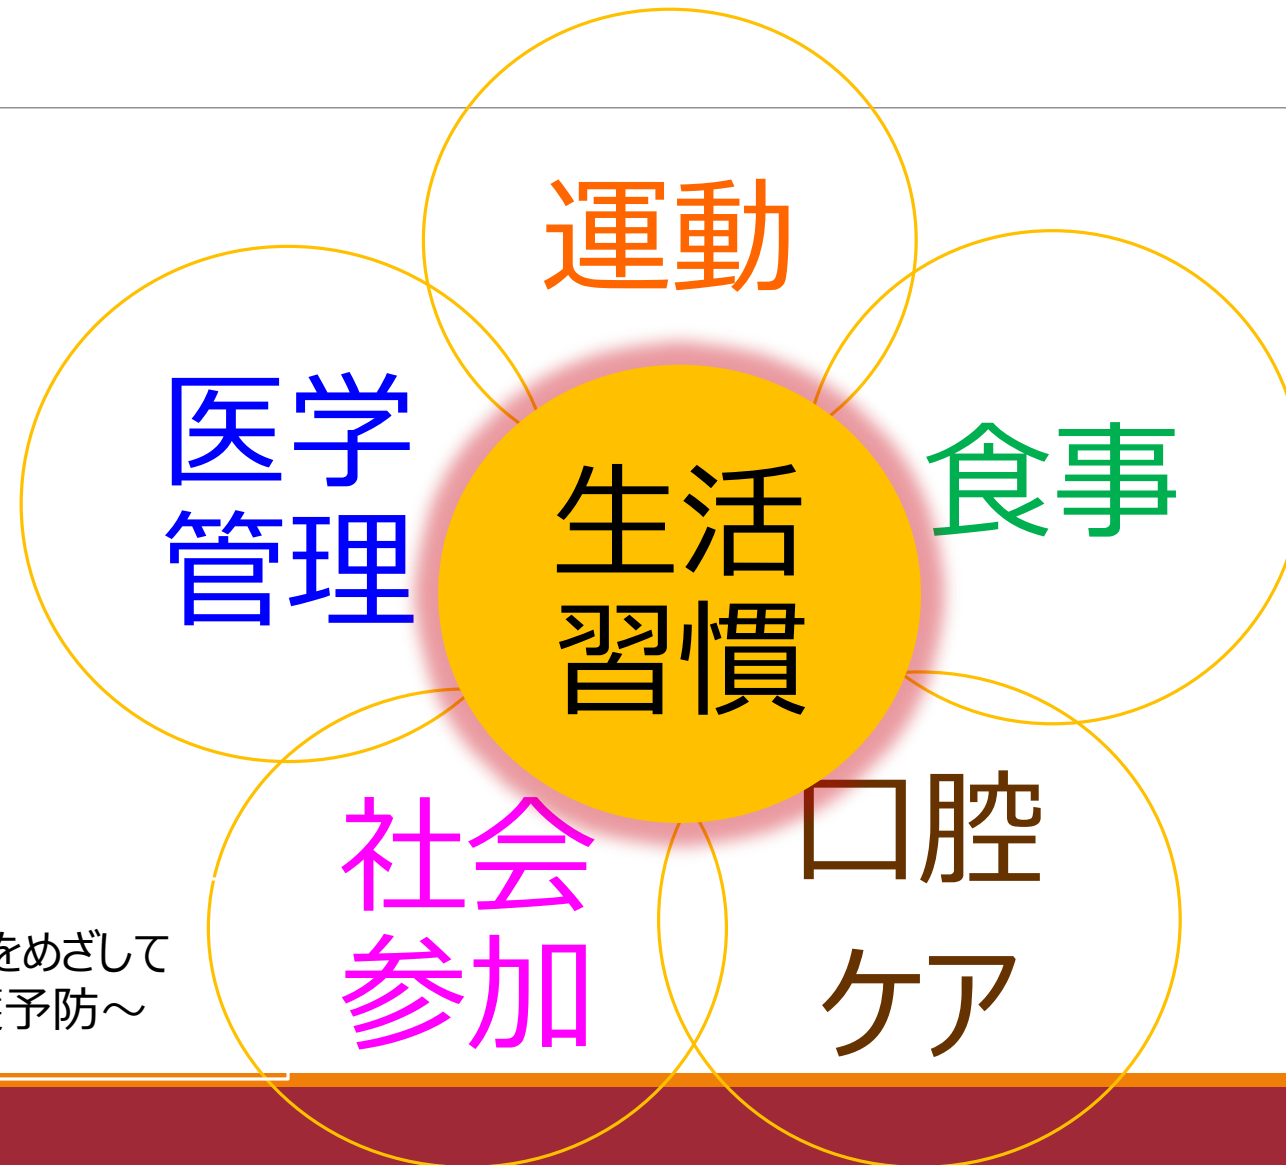 運動
医学
管理
食事
生活
習慣
社会
参加
口腔
ケア
をめざして
予防～